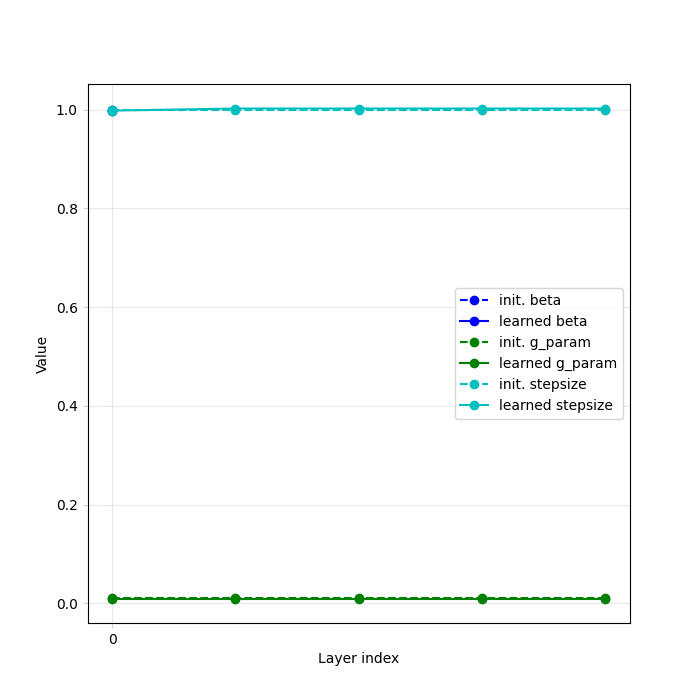 1.0
0.8
0.6
0.4
0.2
0.0
Value
init. beta
learned beta
init. g_param
learned g_param
init. stepsize
learned stepsize
0
Layer index